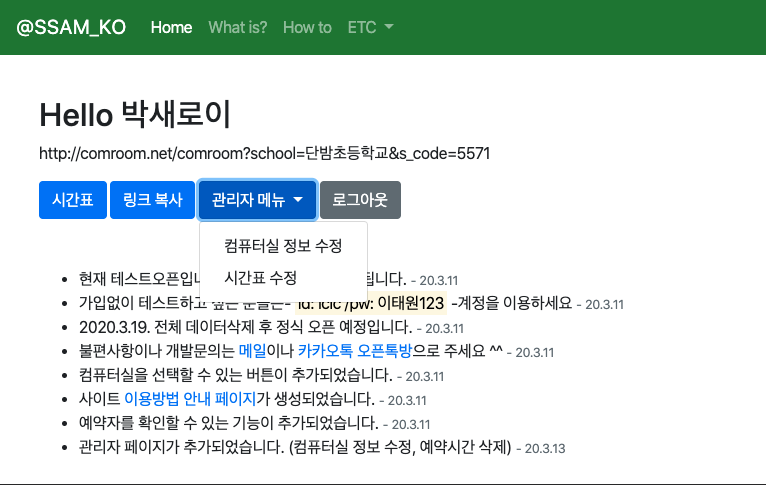 @SSAM_KO Home What is? How to ETC
Hello 박새로이
http://comroom.net/comroom?school=단밤초등학교&s_code=5571
시간표 링크 복사 관리자 메뉴 로그아웃
컴퓨터실 정보 수정
시간표 수정
현재 테스트오픈입니 됩니다. - 20.3.11
가입없이 테스트하고 싶은 분들은- /pw: 이태원123 -계정을 이용하세요 - 20.3.11
2020.3.19. 전체 데이터삭제 후 정식 오픈 예정입니다. - 20.3.11
불편사항이나 개발문의는 메일이나 카카오톡 오픈톡방으로 주세요 ^^ - 20.3.11
컴퓨터실을 선택할 수 있는 버튼이 추가되었습니다. - 20.3.11
사이트 이용방법 안내 페이지가 생성되었습니다. - 20.3.11
예약자를 확인할 수 있는 기능이 추가되었습니다. - 20.3.11
관리자 페이지가 추가되었습니다. (컴퓨터실 정보 수정, 예약시간 삭제) - 20.3.13